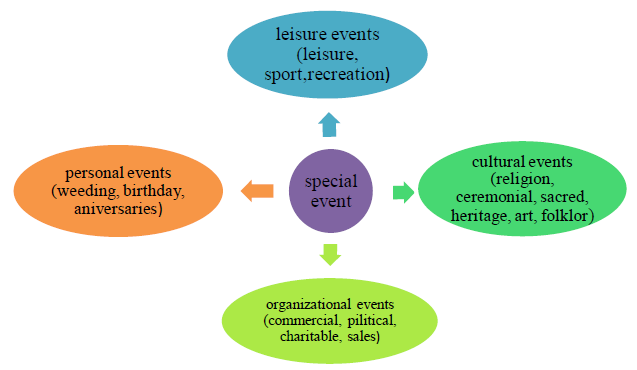 leisure events
(leisure,
sport,recreation)
personal events
(weeding, birthday,
aniversaries)
special
event
cultural events
(religion,
ceremonial, sacred,
heritage, art, folklor)
organizational events
(commercial, pilitical,
charitable, sales)